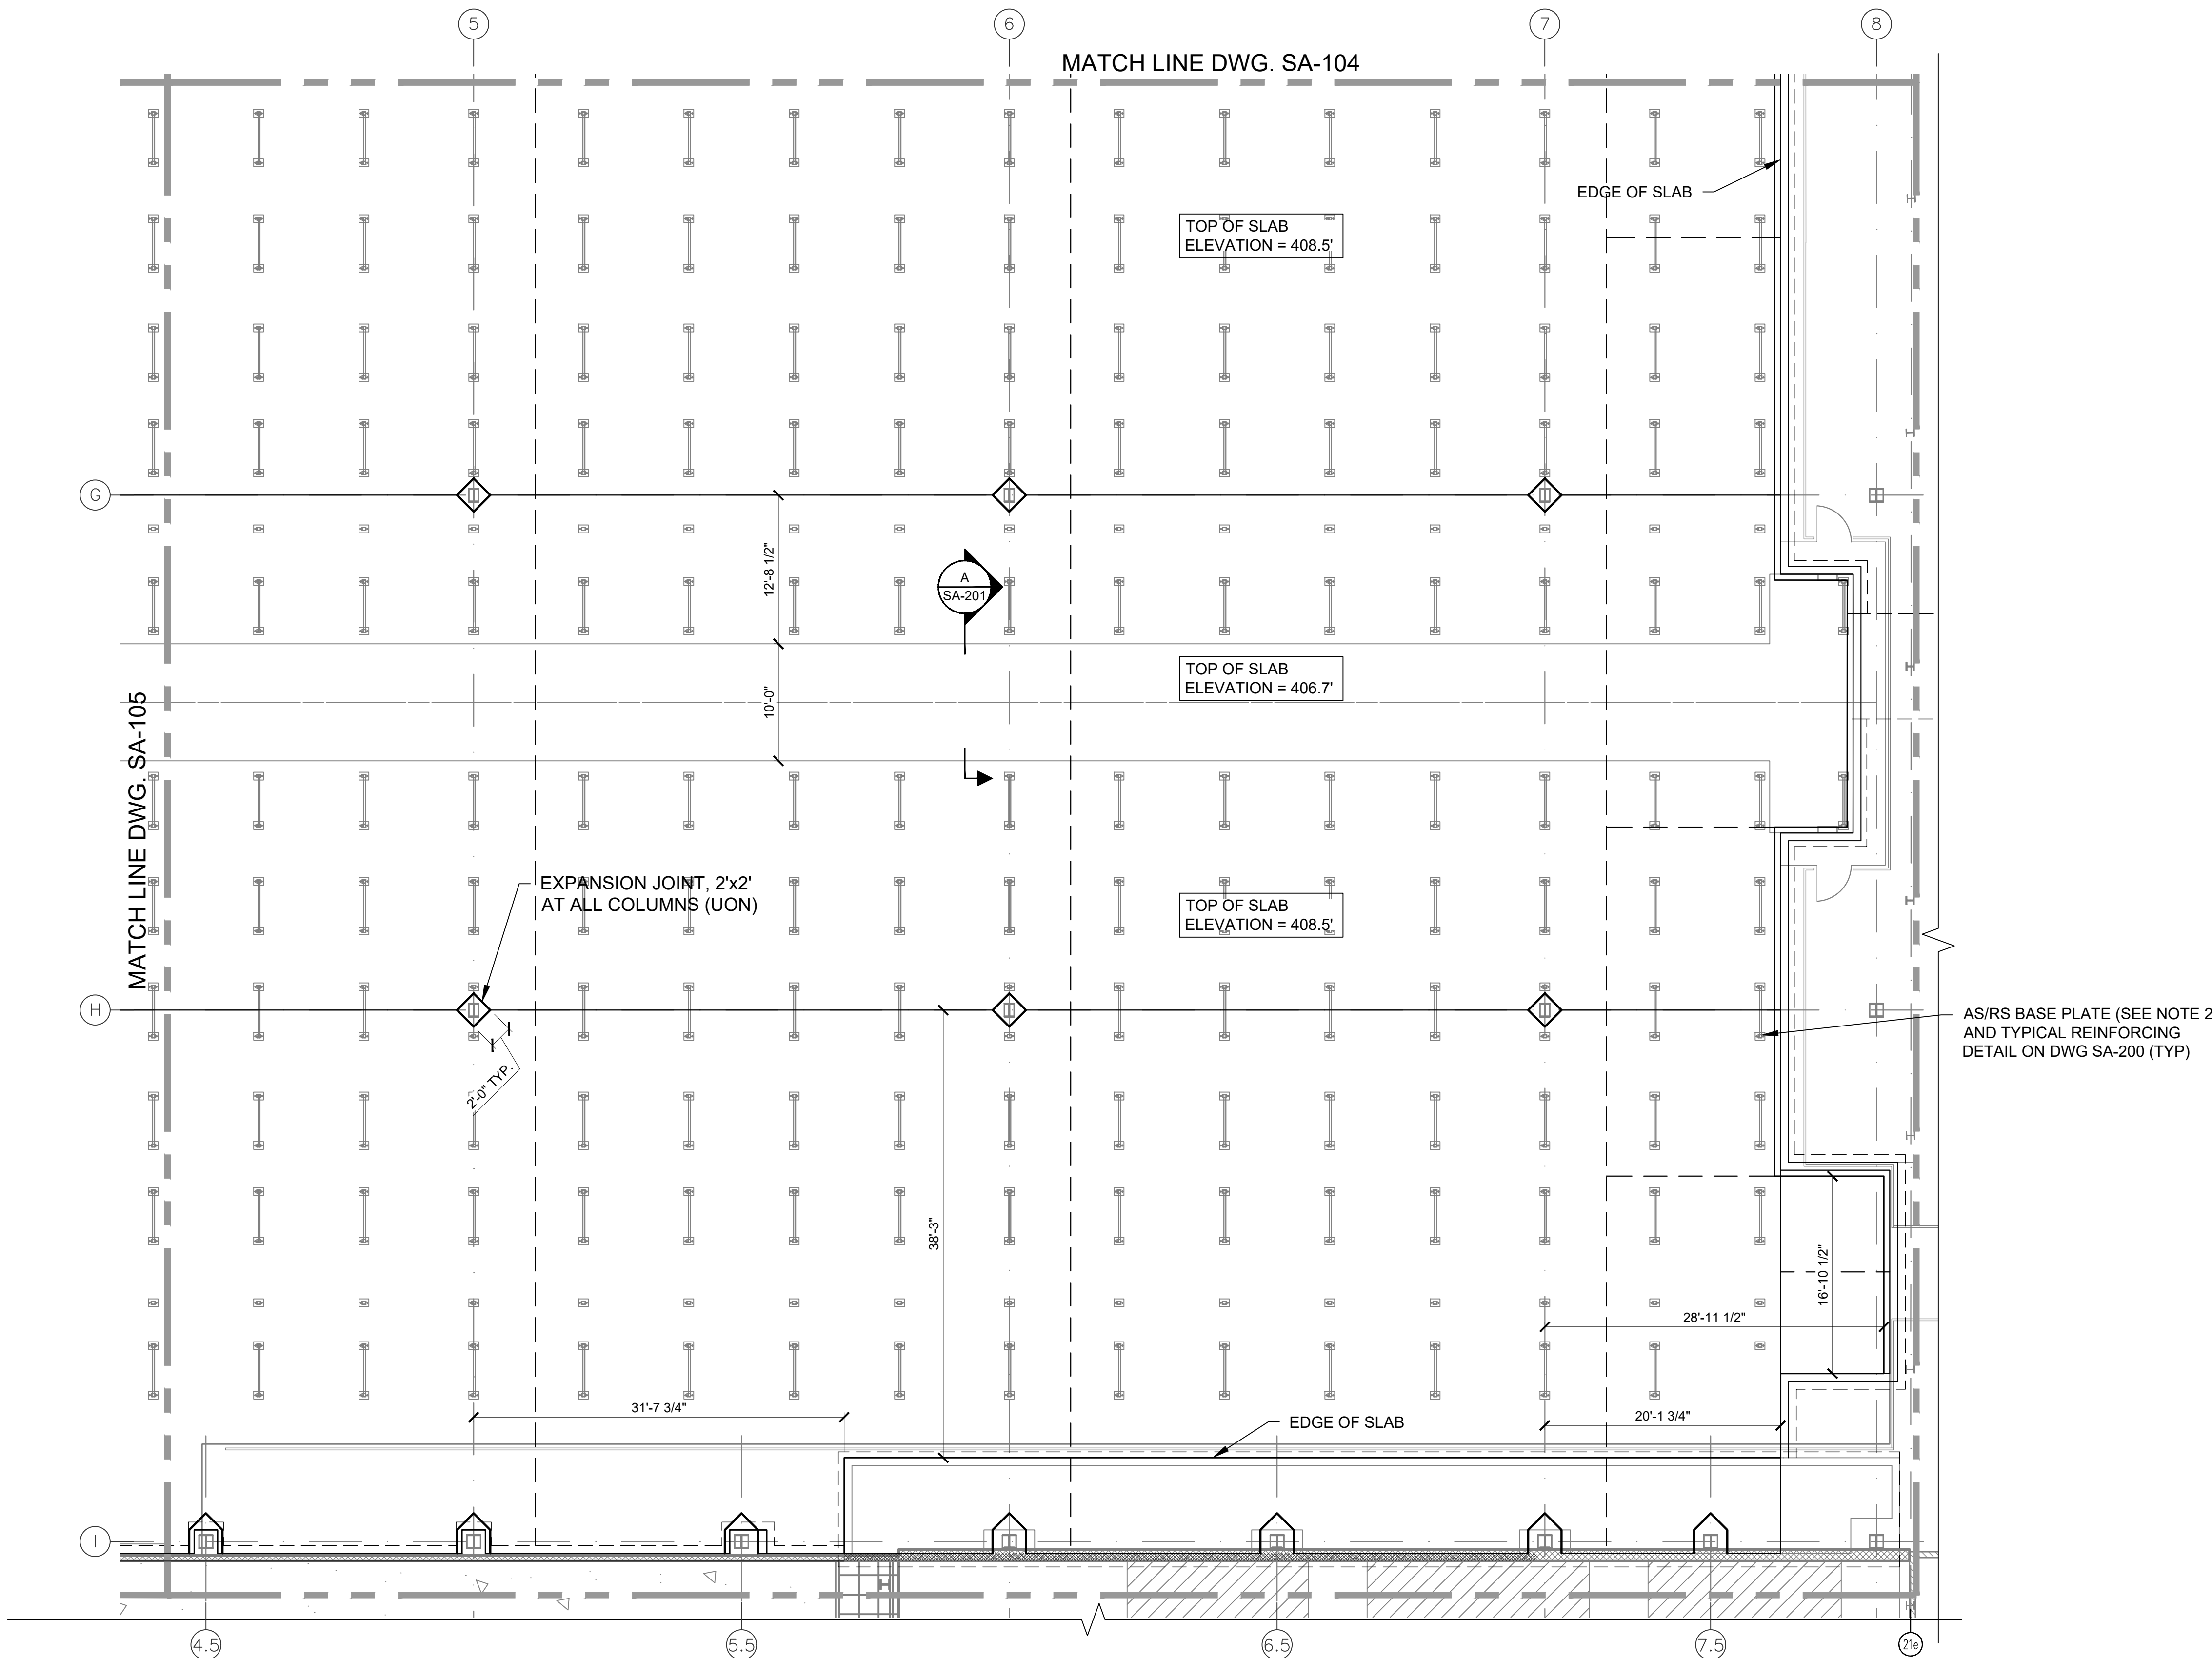 5
6
7
8
MATCH LINE DWG. SA-104
EDGE OF SLAB
TOP OF SLAB
ELEVATION = 408.5'
G
12'-8 1/2"
A
SA-201
TOP OF SLAB
ELEVATION = 406.7'
10'-0"
MATCH LINE DWG. SA-105
EXPANSION JOINT, 2'x2'
AT ALL COLUMNS (UON)
TOP OF SLAB
ELEVATION = 408.5'
H
AS/RS BASE PLATE (SEE NOTE 2
AND TYPICAL REINFORCING
DETAIL ON DWG SA-200 (TYP)
2'-0" TYP.
38'-3"
16'-10 1/2"
28'-11 1/2"
31'-7 3/4"
20'-1 3/4"
EDGE OF SLAB
I
4.5
5.5
6.5
7.5
21e